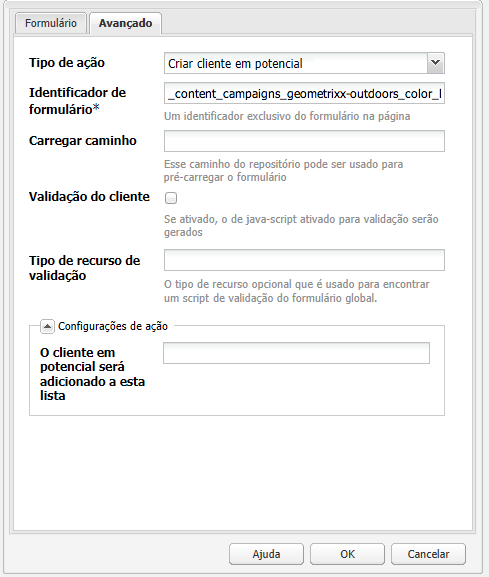 Formulário
Avançado
Tipo de ação
Criar cliente em potencial
Identificador de
formulário*
_content_campaigns_geometrixx-outdoors_color_l
Um identificador exclusivo do formulário na página
Carregar caminho
Esse caminho do repositório pode ser usado para
pré-carregar o formulário
Validação do cliente
Se ativado, o de java-script ativado para validação serão
gerados
Tipo de recurso de
validação
O tipo de recurso opcional que é usado para encontrar
um script de validação do formulário global.
Configurações de ação
O cliente em
potencial será
adicionado a esta
lista
Ajuda
OK
Cancelar